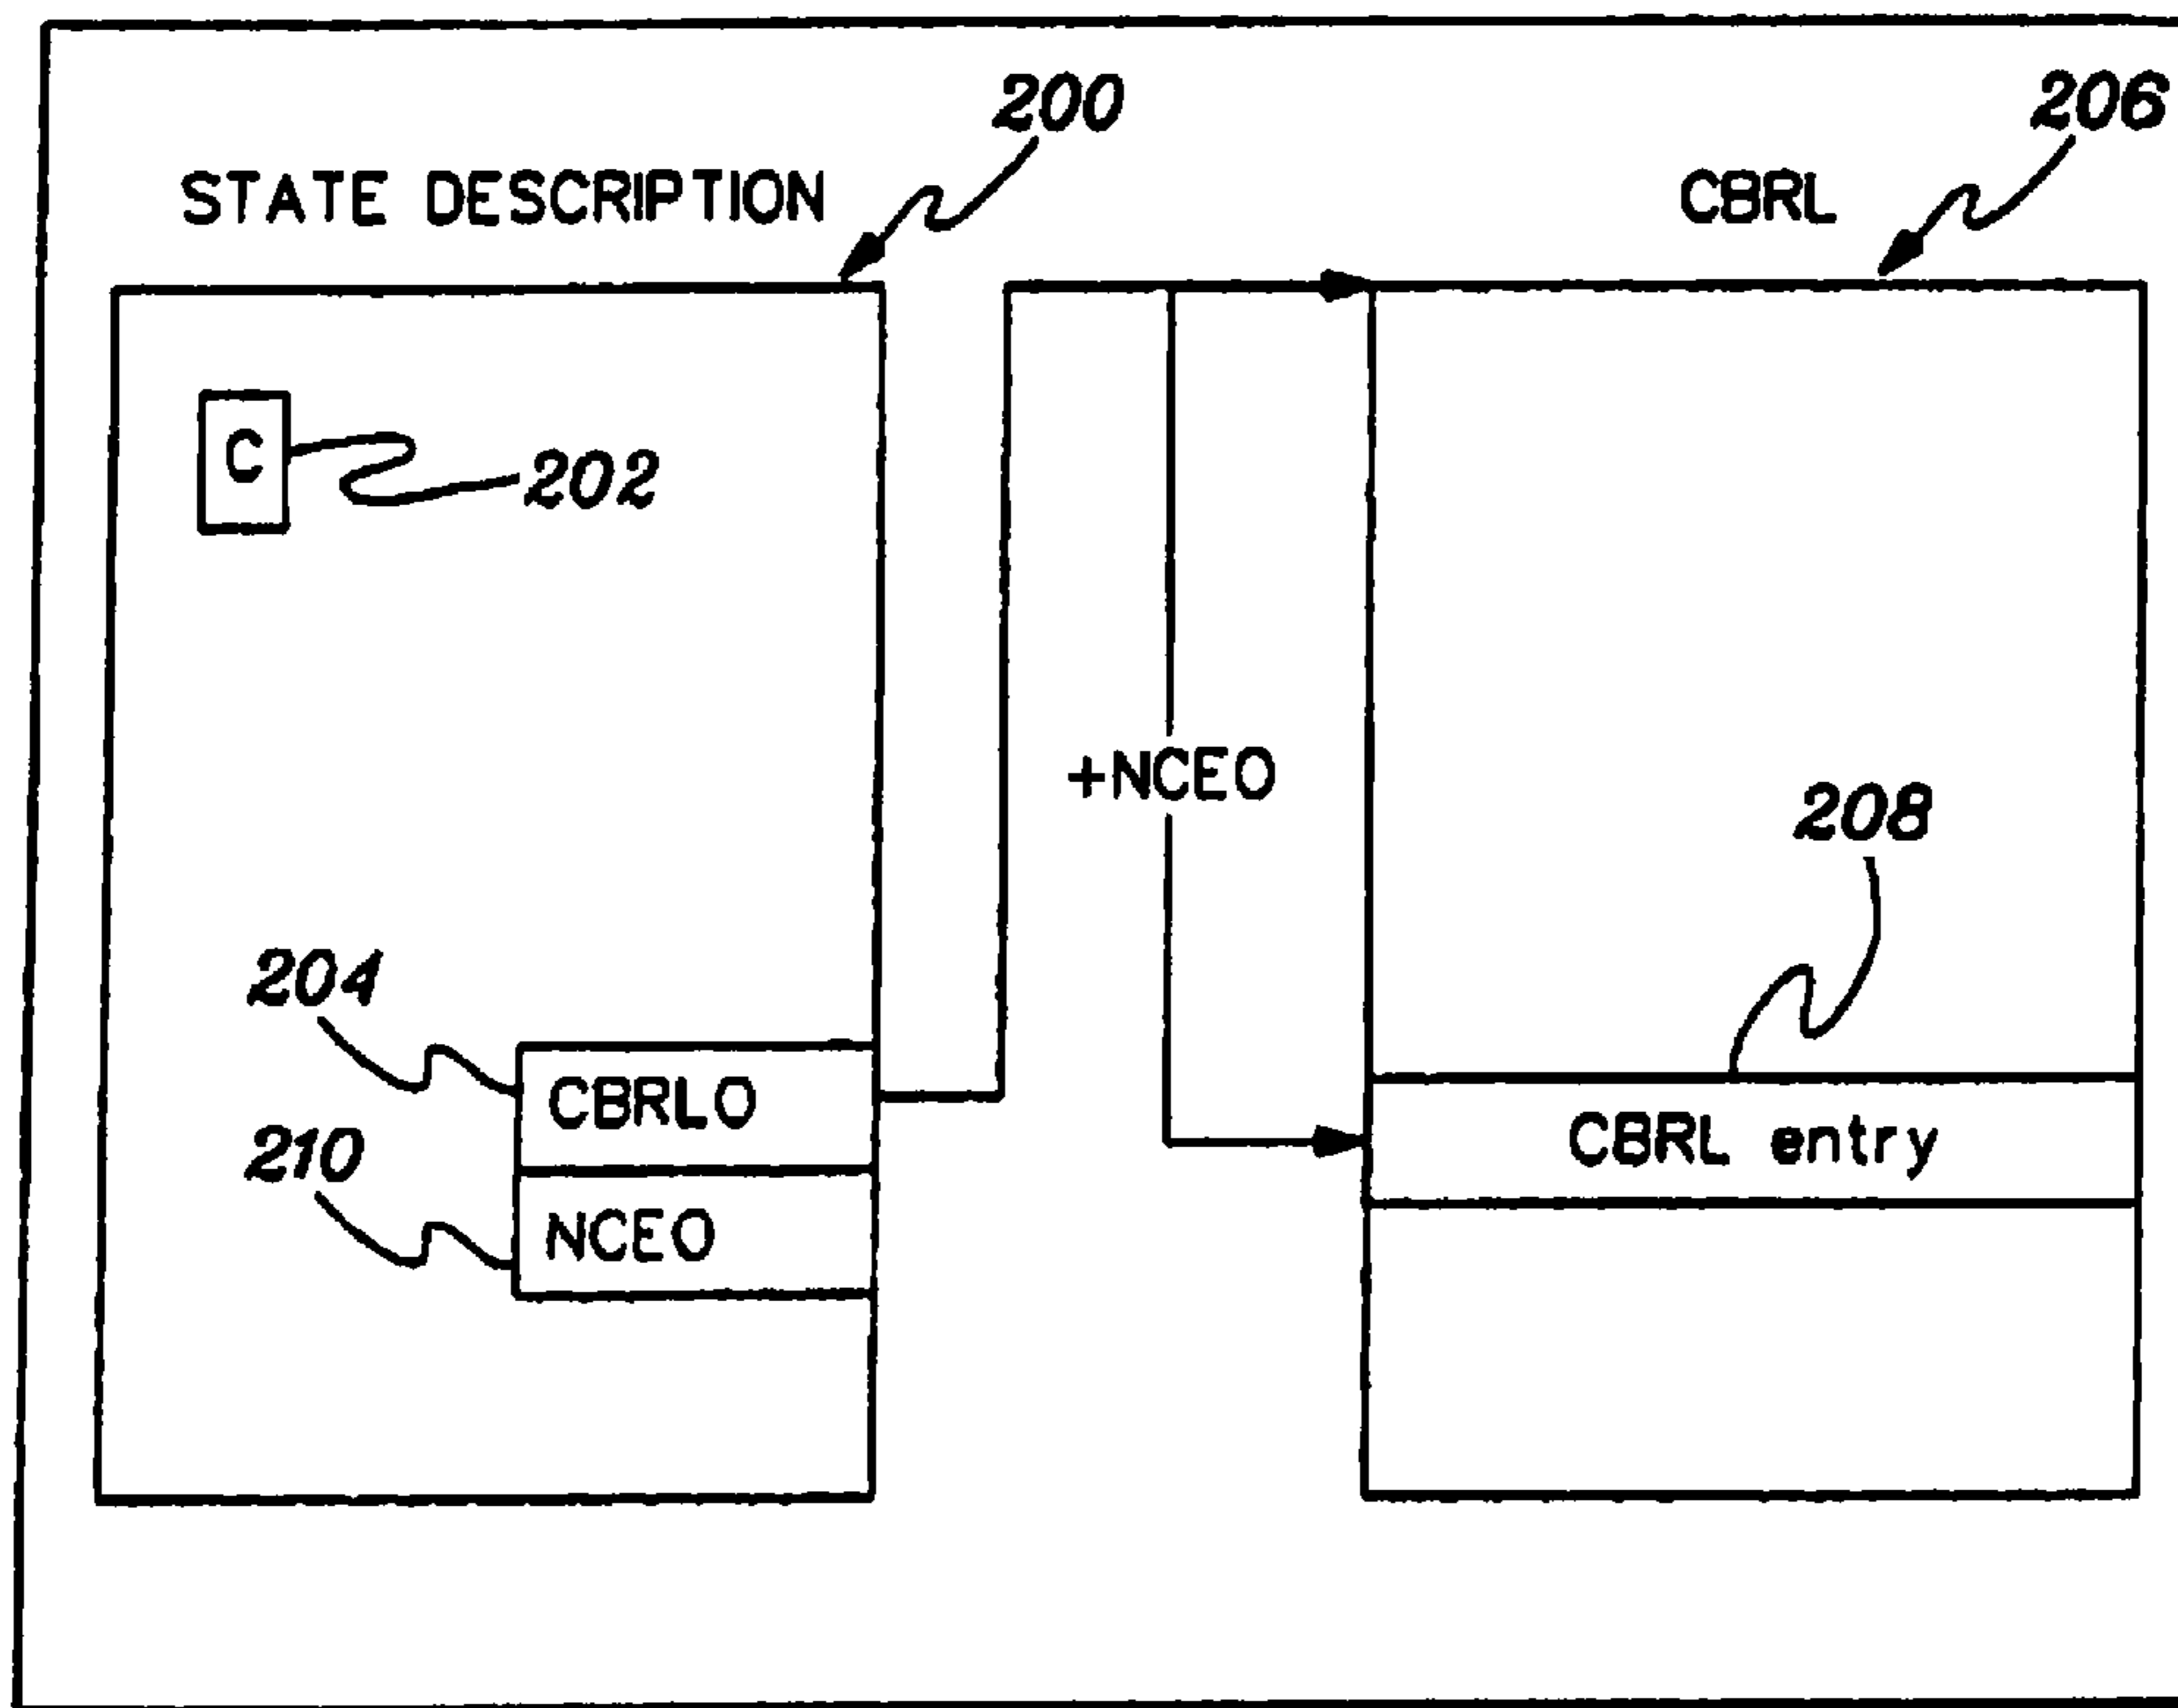 200
206
STATE DESCRIPTION
CBRL
C
202
+NCEO
208
204
CBRLO
CBRL entry
210
NCEO